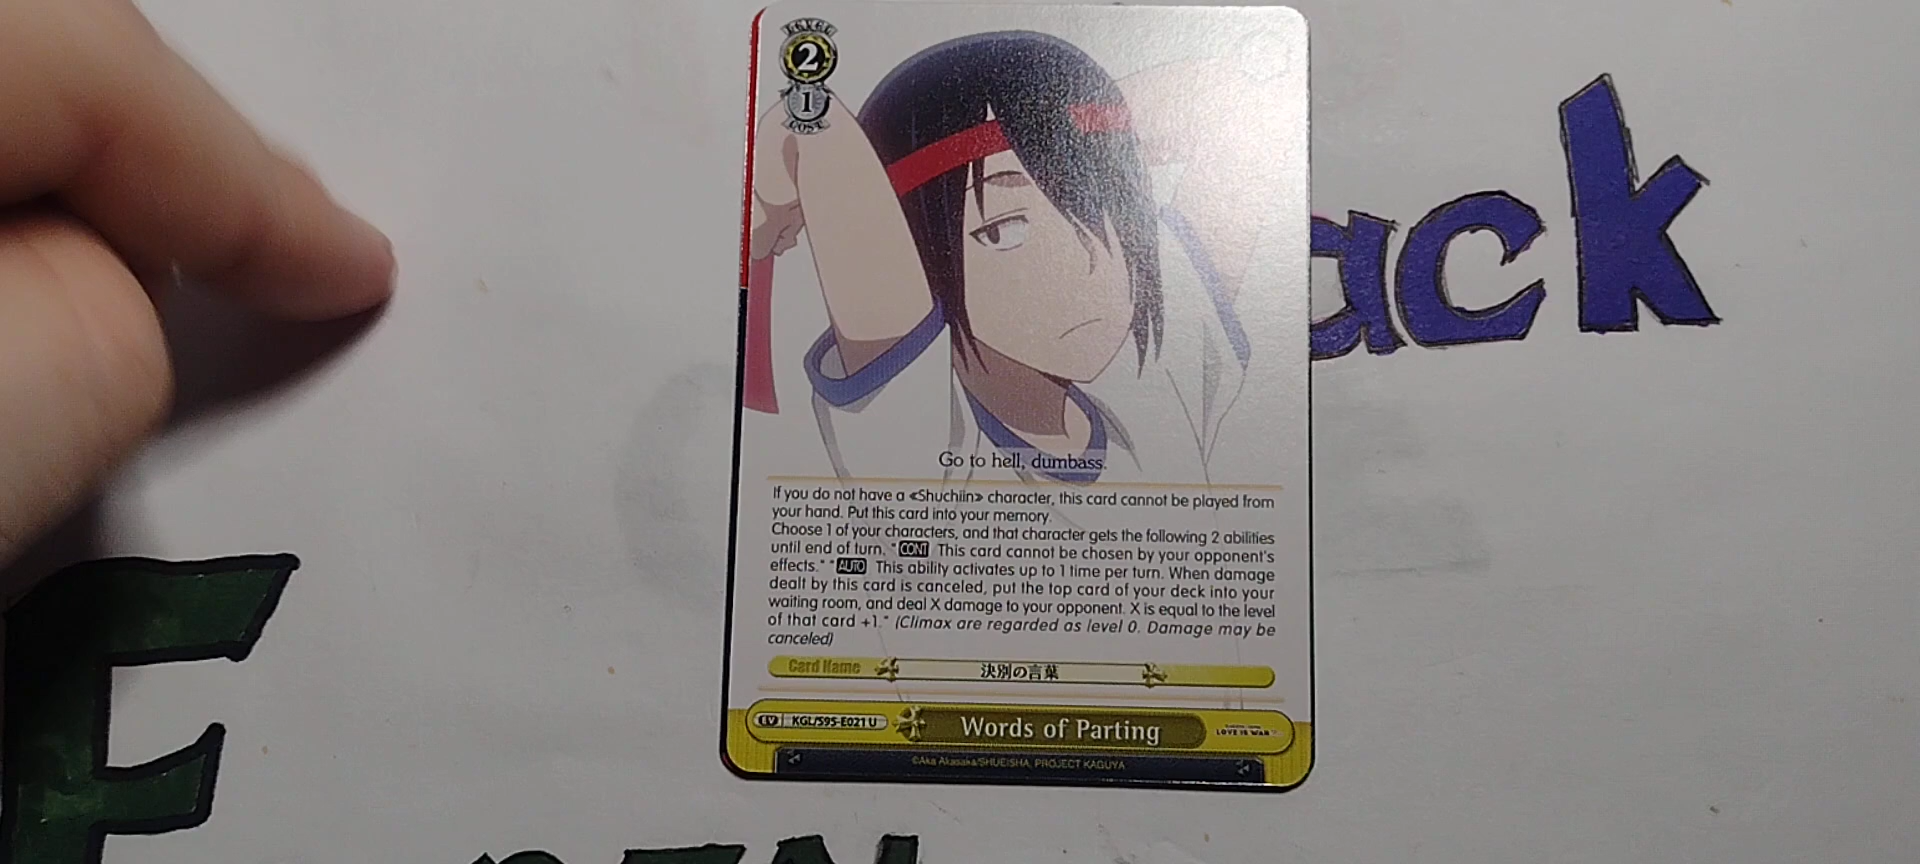 LEVEL
2
1
COST
ack
Go to hell, dumbass.
If you do not have a «Shuchiin» character, this card cannot be played from
your hand. Put this card into your memory.
Choose 1 of your characters, and that character gets the following 2 abilities
until end of turn. "CONT This card cannot be chosen by your opponent's
effects." "AUTO This ability activates up to 1 time per turn. When damage
dealt by this card is canceled, put the top card of your deck into your
waiting room, and deal X damage to your opponent. X is equal to the level
of that card +1." (Climax are regarded as level 0. Damage may be
canceled)
Card Name 決別の言葉
EV KGL/S95-E021 U Words of Parting LOVE IS WAR
©Aka Akasaka/SHUEISHA, PROJECT KAGUYA
E